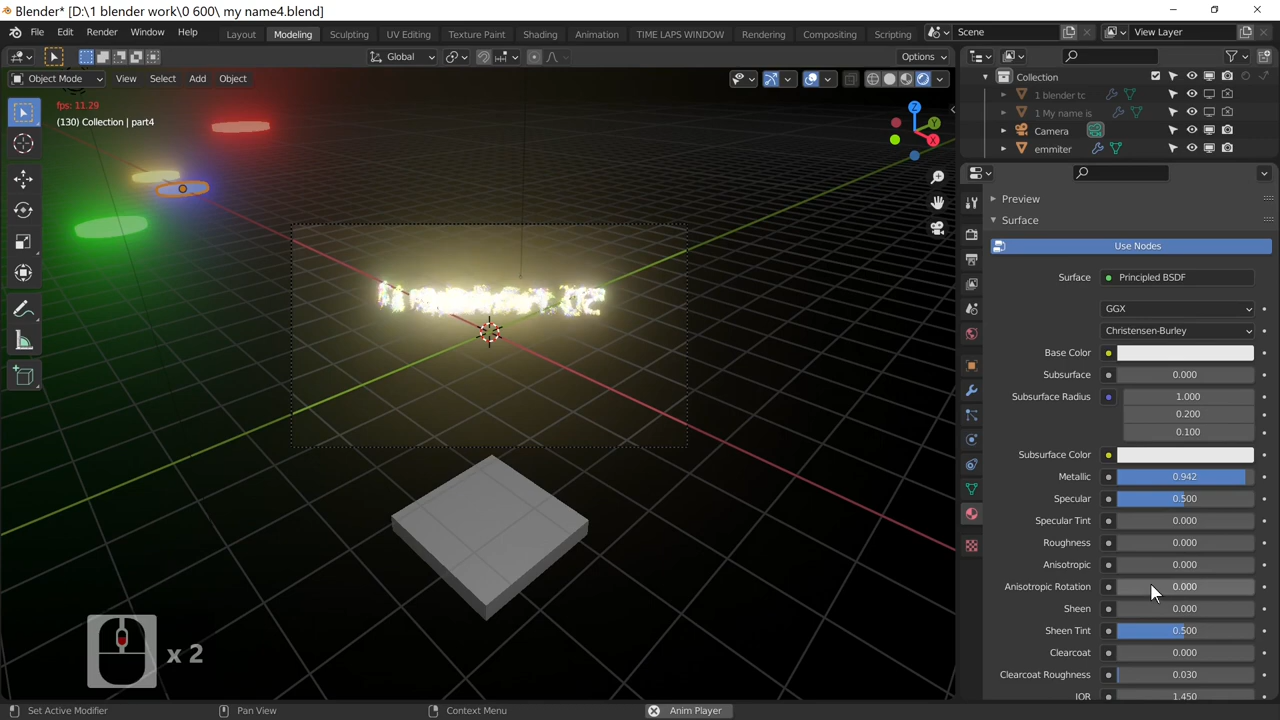 Blender* [D:\1 blender work\0 600\ my name4.blend]
File Edit Render Window Help
Layout Modeling Sculpting UV Editing Texture Paint Shading Animation TIME LAPS WINDOW Rendering Compositing Scripting
Scene
View Layer
Global
Options
Object Mode View Select Add Object
fps: 11.29
(130) Collection | part4
Z
Y
X
Collection
1 blender tc
1 My name is
Camera
emmiter
Preview
Surface
Use Nodes
Surface Principled BSDF
GGX
Christensen-Burley
Base Color
Subsurface 0.000
Subsurface Radius 1.000
0.200
0.100
Subsurface Color
Metallic 0.942
Specular 0.500
Specular Tint 0.000
Roughness 0.000
Anisotropic 0.000
Anisotropic Rotation 0.000
Sheen 0.000
Sheen Tint 0.500
Clearcoat 0.000
Clearcoat Roughness 0.030
IOR 1.450
x 2
Set Active Modifier Pan View Context Menu Anim Player